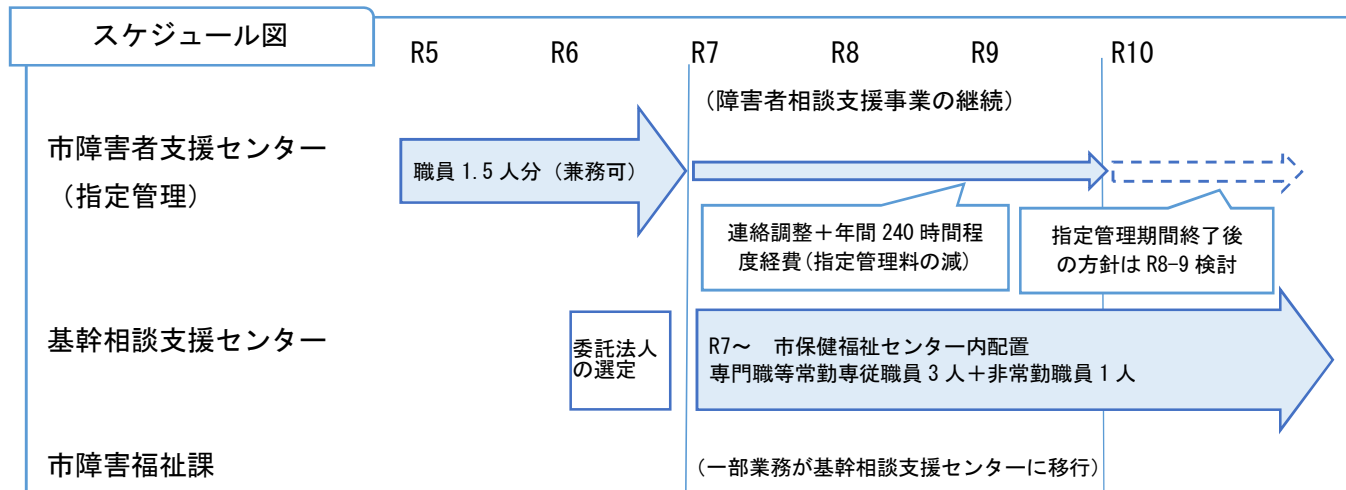 スケジュール図
R5 R6 R7 R8 R9 R10
(障害者相談支援事業の継続)
市障害者支援センター
(指定管理)
職員1.5人分(兼務可)
連絡調整+年間240時間程
度経費(指定管理料の減)
指定管理期間終了後
の方針はR8-9検討
基幹相談支援センター
委託法人
の選定
R7~ 市保健福祉センター内配置
専門職等常勤専従職員3人+非常勤職員1人
市障害福祉課
(一部業務が基幹相談支援センターに移行)